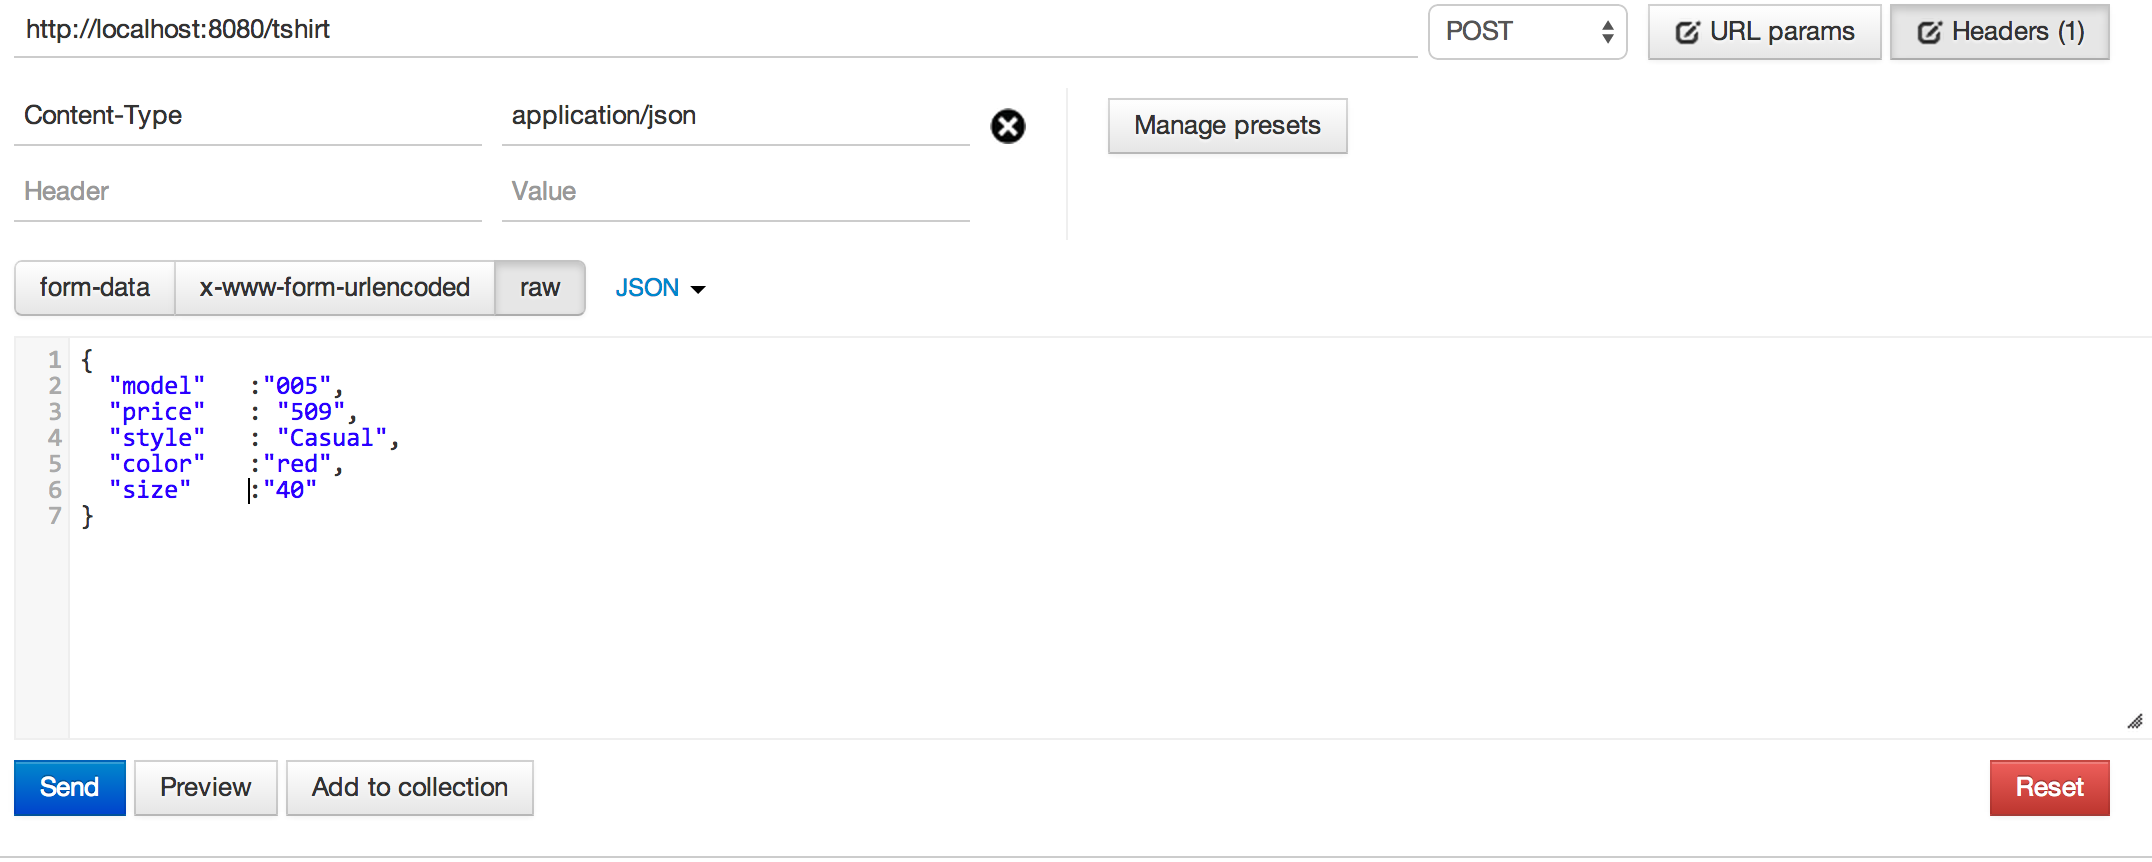 http://localhost:8080/tshirt POST URL params Headers (1)
Content-Type application/json Manage presets
Header Value
form-data x-www-form-urlencoded raw JSON
1 {
2 "model" :"005",
3 "price" : "509",
4 "style" : "Casual",
5 "color" :"red",
6 "size" :"40"
7 }
Send Preview Add to collection Reset